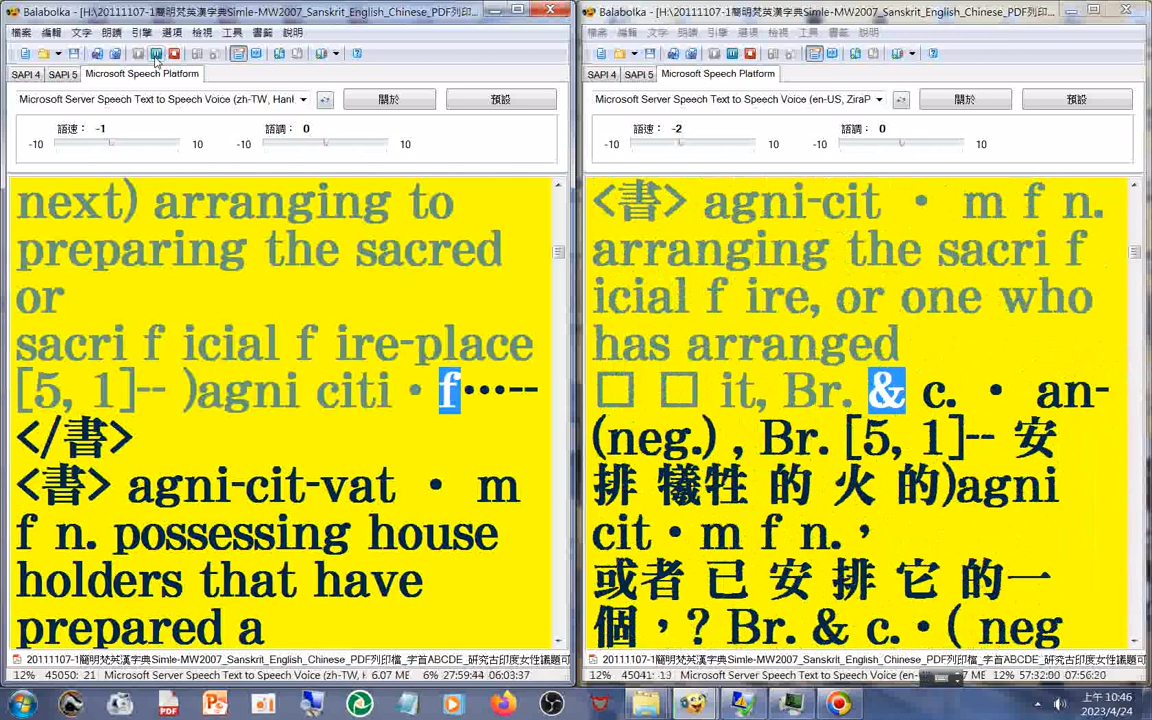 Balabolka - [H:\20111107-1簡明梵英漢字典Simle-MW2007_Sanskrit_English_Chinese_PDF列印...
檔案 編輯 文字 朗讀 引擎 選項 檢視 工具 書籤 說明
SAPI 4 SAPI 5 Microsoft Speech Platform
Microsoft Server Speech Text to Speech Voice (zh-TW, Hanl
關於 預設
語速： -1 語調： 0
-10 10 -10 10
next) arranging to
preparing the sacred
or
sacri f icial f ire-place
[5, 1]-- )agni citi • f•••--
</書>
<書> agni-cit-vat • m
f n. possessing house
holders that have
prepared a
20111107-1簡明梵英漢字典Simle-MW2007_Sanskrit_English_Chinese_PDF列印檔_字首ABCDE_研究古印度女性議題可
12% 45050: 21 Microsoft Server Speech Text to Speech Voice (zh-TW, H 6.07 ME 6% 27:59:44 06:03:37
Balabolka - [H:\20111107-1簡明梵英漢字典Simle-MW2007_Sanskrit_English_Chinese_PDF列印...
檔案 編輯 文字 朗讀 引擎 選項 檢視 工具 書籤 說明
SAPI 4 SAPI 5 Microsoft Speech Platform
Microsoft Server Speech Text to Speech Voice (en-US, ZiraP
關於 預設
語速： -2 語調： 0
-10 10 -10 10
<書> agni-cit • m f n.
arranging the sacri f
icial f ire, or one who
has arranged
□ □ it, Br. & c. • an-
(neg.) , Br. [5, 1]-- 安
排 犧牲 的 火 的)agni
cit • m f n.，
或者 已 安 排 它 的一
個，? Br. & c. • ( neg
20111107-1簡明梵英漢字典Simle-MW2007_Sanskrit_English_Chinese_PDF列印檔_字首ABCDE_研究古印度女性議題可
12% 45041: 13 Microsoft Server Speech Text to Speech Voice (en-US 12% 57:32:00 07:56:20
上午 10:46
2023/4/24